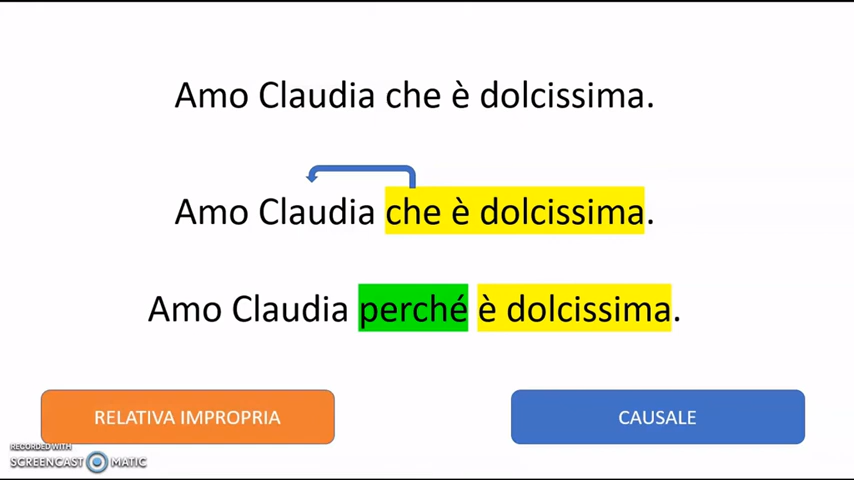 Amo Claudia che è dolcissima.
Amo Claudia che è dolcissima.
Amo Claudia perché è dolcissima.
RELATIVA IMPROPRIA
CAUSALE
RECORDED WITH
SCREENCAST MATIC